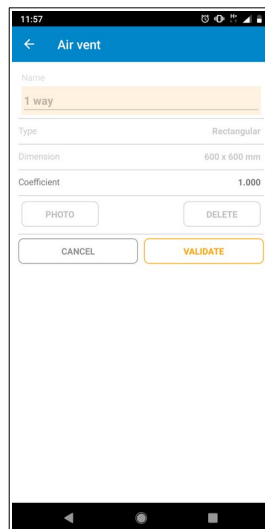 11:57
H+
Air vent
Name
1 way
Type Rectangular
Dimension 600 x 600 mm
Coefficient 1.000
PHOTO DELETE
CANCEL VALIDATE